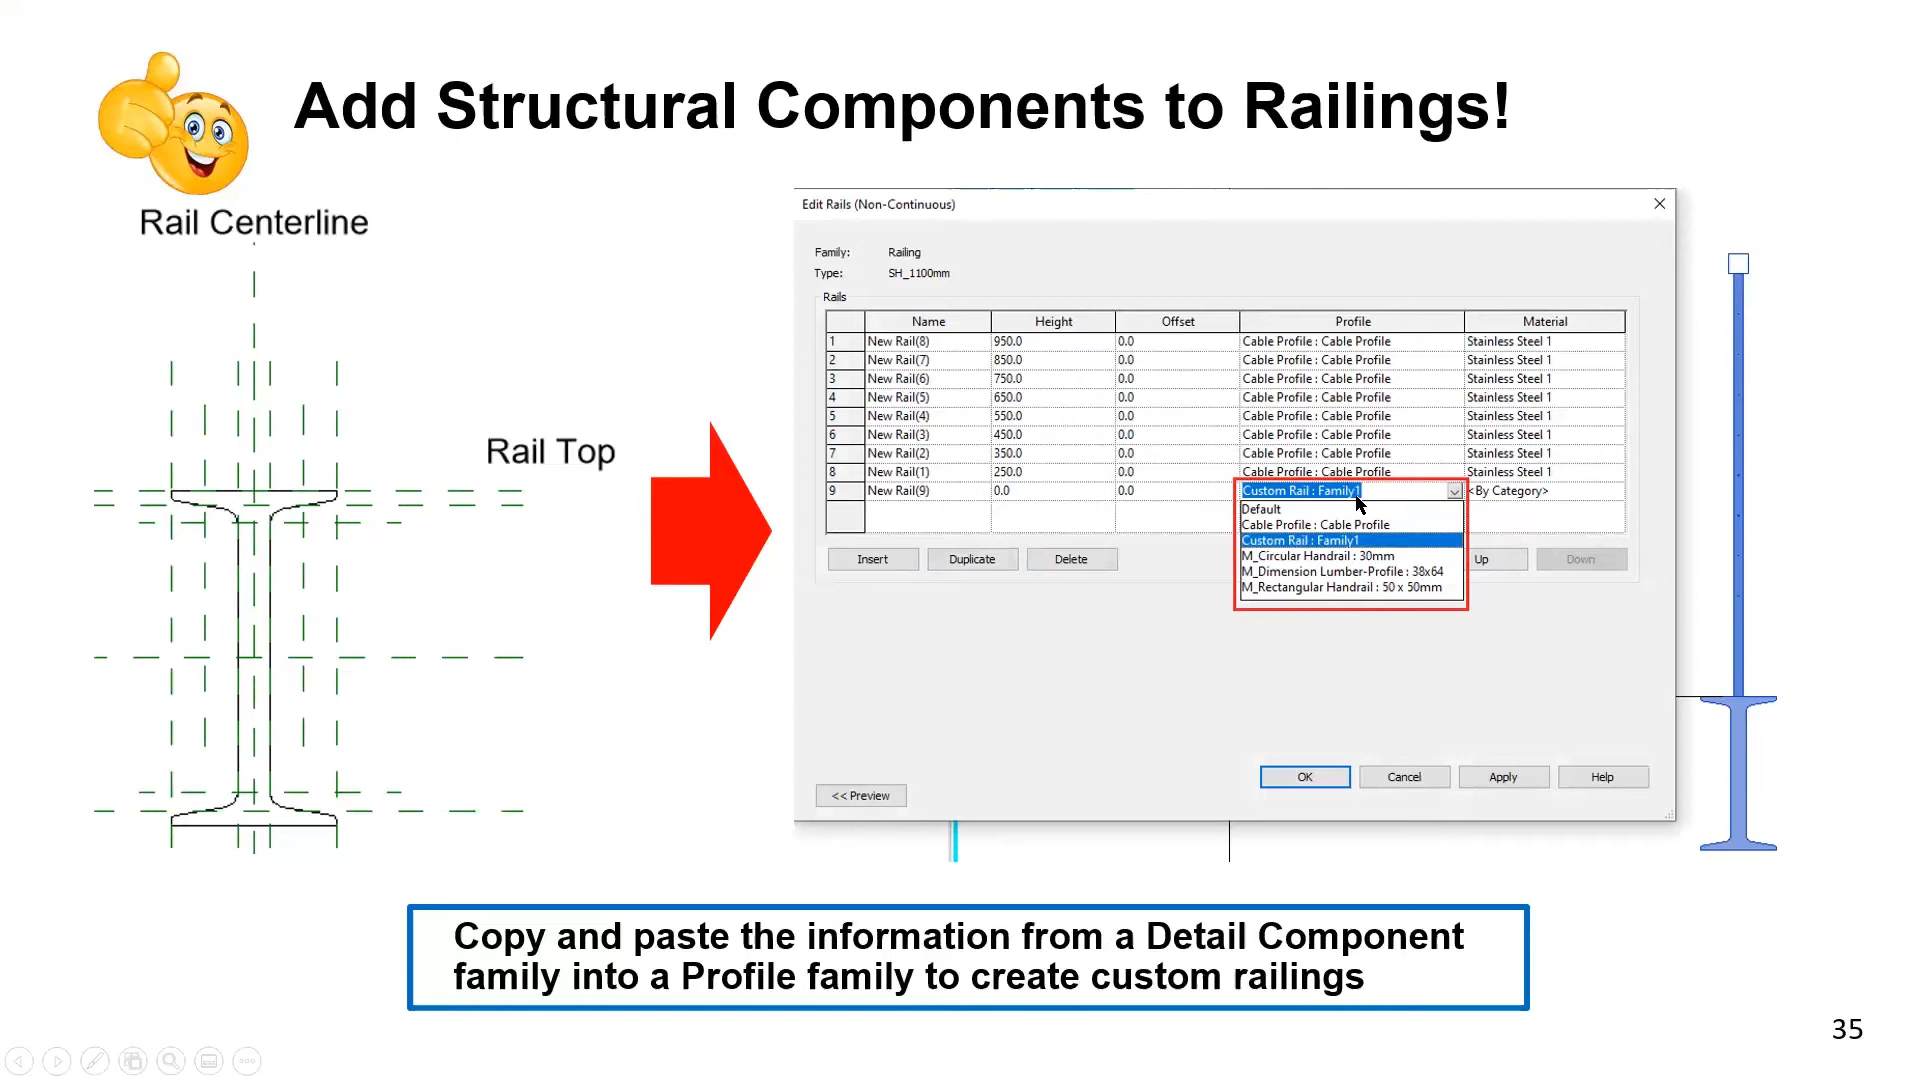 Add Structural Components to Railings!
Rail Centerline
Rail Top
Edit Rails (Non-Continuous)
Family: Railing
Type: SH_1100mm
Rails
Name Height Offset Profile Material
1 New Rail(8) 950.0 0.0 Cable Profile : Cable Profile Stainless Steel 1
2 New Rail(7) 850.0 0.0 Cable Profile : Cable Profile Stainless Steel 1
3 New Rail(6) 750.0 0.0 Cable Profile : Cable Profile Stainless Steel 1
4 New Rail(5) 650.0 0.0 Cable Profile : Cable Profile Stainless Steel 1
5 New Rail(4) 550.0 0.0 Cable Profile : Cable Profile Stainless Steel 1
6 New Rail(3) 450.0 0.0 Cable Profile : Cable Profile Stainless Steel 1
7 New Rail(2) 350.0 0.0 Cable Profile : Cable Profile Stainless Steel 1
8 New Rail(1) 250.0 0.0 Cable Profile : Cable Profile Stainless Steel 1
9 New Rail(9) 0.0 0.0 Custom Rail : Family1 <By Category>
Default
Cable Profile : Cable Profile
Custom Rail : Family1
M_Circular Handrail : 30mm
M_Dimension Lumber-Profile : 38x64
M_Rectangular Handrail : 50 x 50mm
Insert Duplicate Delete Up Down
OK Cancel Apply Help
<< Preview
Copy and paste the information from a Detail Component
family into a Profile family to create custom railings
35